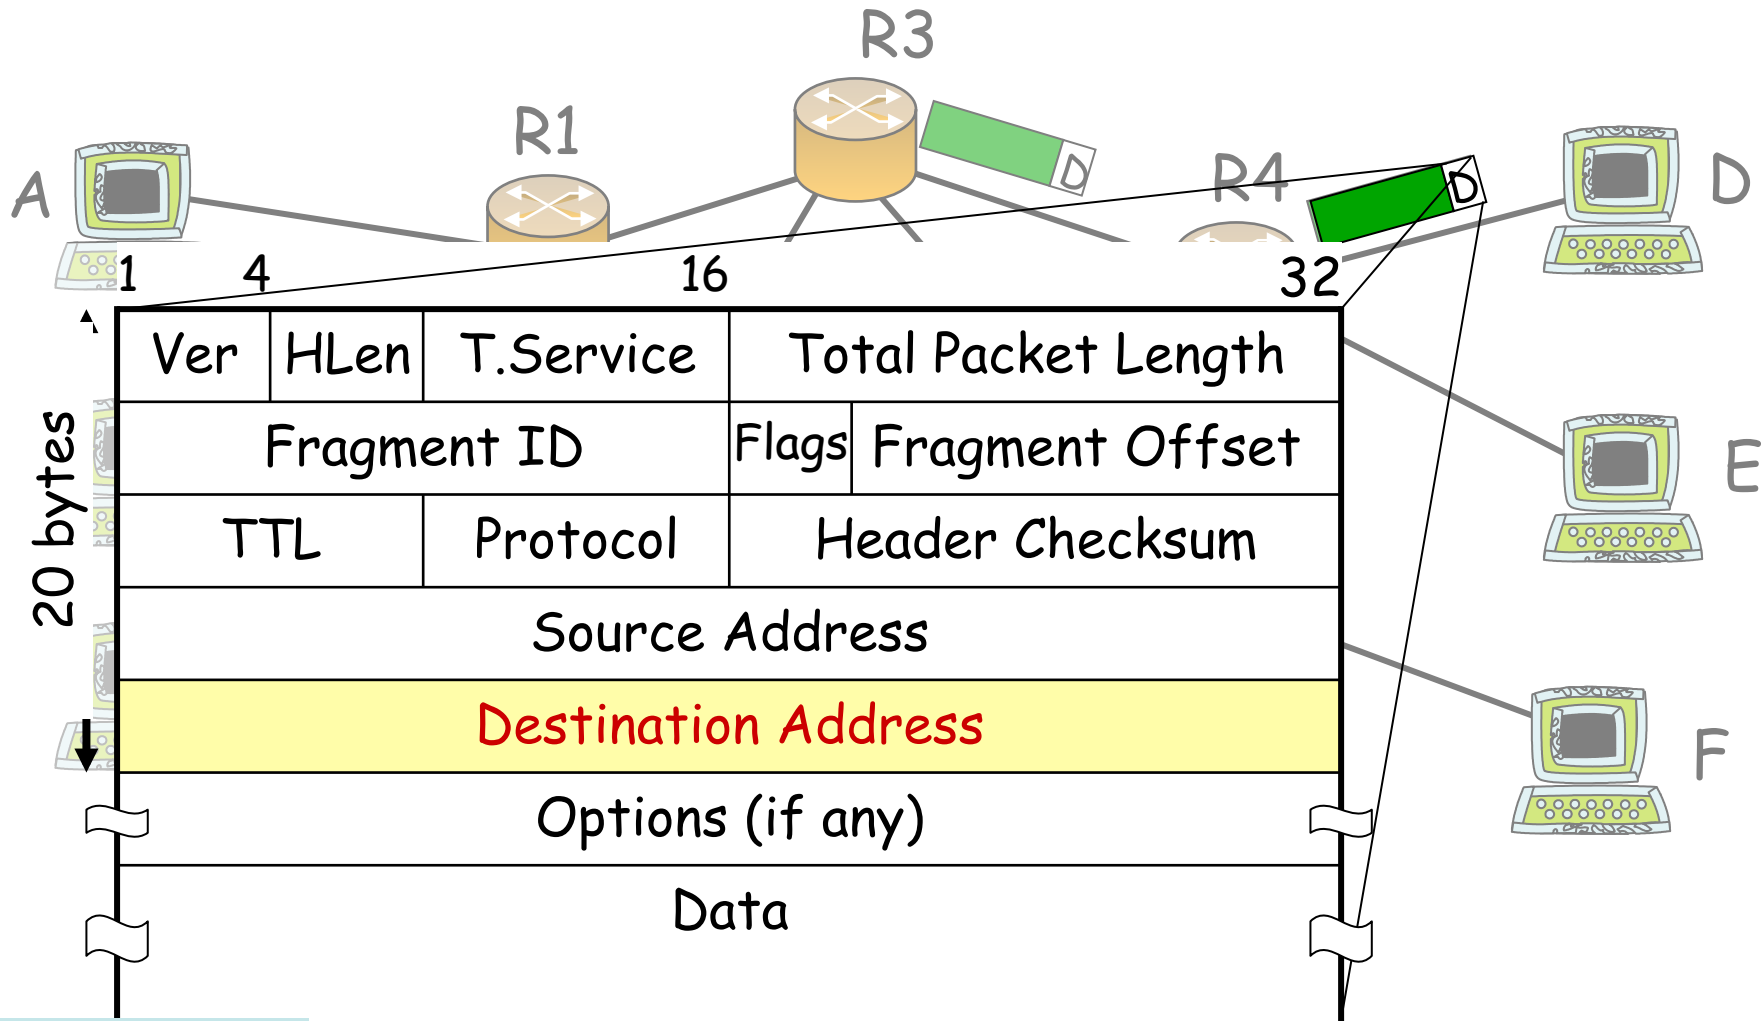 R3
R1
A
D
R4
D
D
1 4 16 32
Ver HLen T.Service Total Packet Length
Fragment ID Flags Fragment Offset
E
20 bytes
TTL Protocol Header Checksum
Source Address
Destination Address
F
Options (if any)
Data